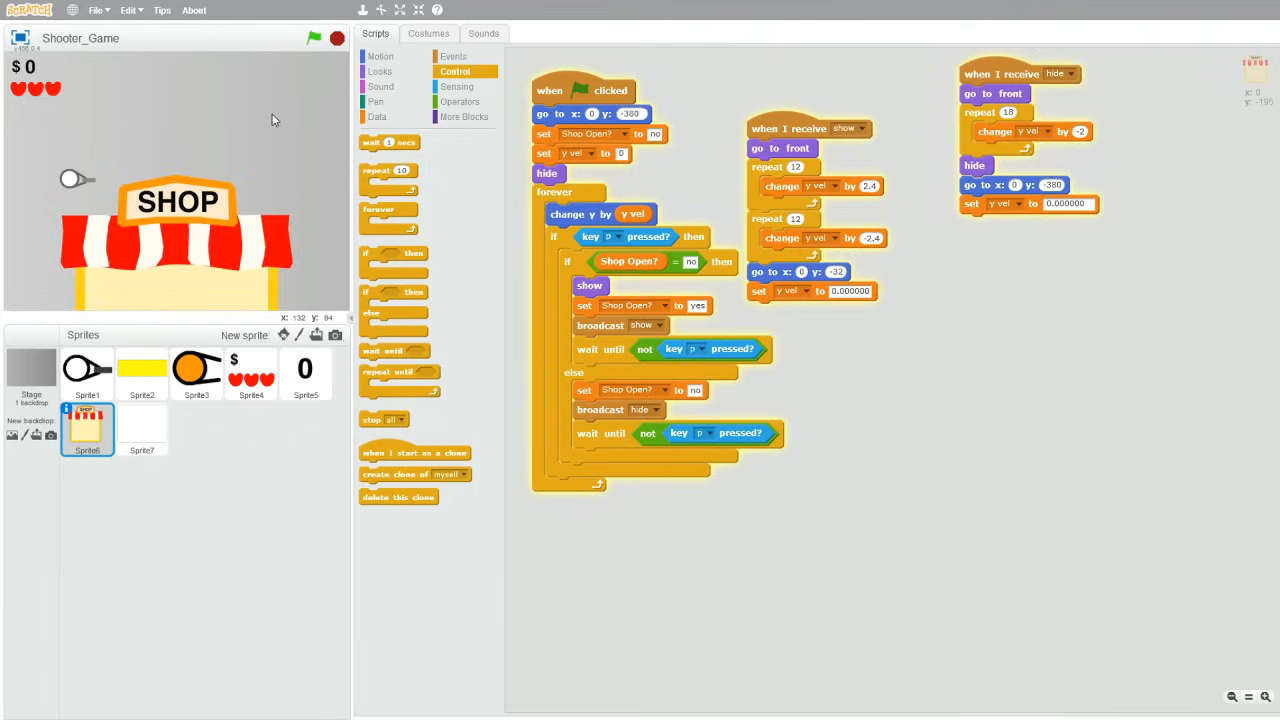 SCRATCH File Edit Tips About
Shooter_Game
v456.0.4
$ 0
SHOP
x: 132 y: 94
Sprites New sprite:
Stage
1 backdrop
New backdrop:
Sprite1
Sprite2
Sprite3
$
Sprite4
0
Sprite5
SHOP
Sprite6
Sprite7
Scripts Costumes Sounds
Motion Events
Looks Control
Sound Sensing
Pen Operators
Data More Blocks
wait 1 secs
repeat 10
forever
if then
if then
else
wait until
repeat until
stop all
when I start as a clone
create clone of myself
delete this clone
when clicked
go to x: 0 y: -380
set Shop Open? to no
set y vel to 0
hide
forever
change y by y vel
if key p pressed? then
if Shop Open? = no then
show
set Shop Open? to yes
broadcast show
wait until not key p pressed?
else
set Shop Open? to no
broadcast hide
wait until not key p pressed?
when I receive show
go to front
repeat 12
change y vel by 2.4
repeat 12
change y vel by -2.4
go to x: 0 y: -32
set y vel to 0.000000
when I receive hide
go to front
repeat 18
change y vel by -2
hide
go to x: 0 y: -380
set y vel to 0.000000
x: 0
y: -195